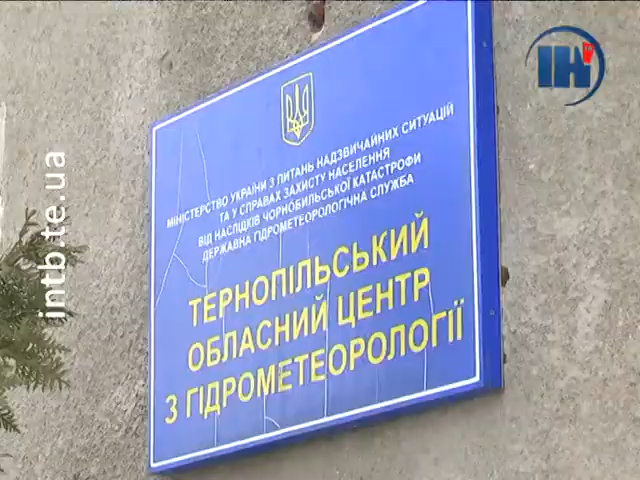 ІН TV
МІНІСТЕРСТВО УКРАЇНИ З ПИТАНЬ НАДЗВИЧАЙНИХ СИТУАЦІЙ
ТА У СПРАВАХ ЗАХИСТУ НАСЕЛЕННЯ
ВІД НАСЛІДКІВ ЧОРНОБИЛЬСЬКОЇ КАТАСТРОФИ
ДЕРЖАВНА ГІДРОМЕТЕОРОЛОГІЧНА СЛУЖБА
ТЕРНОПІЛЬСЬКИЙ
ОБЛАСНИЙ ЦЕНТР
З ГІДРОМЕТЕОРОЛОГІЇ
intb.te.ua